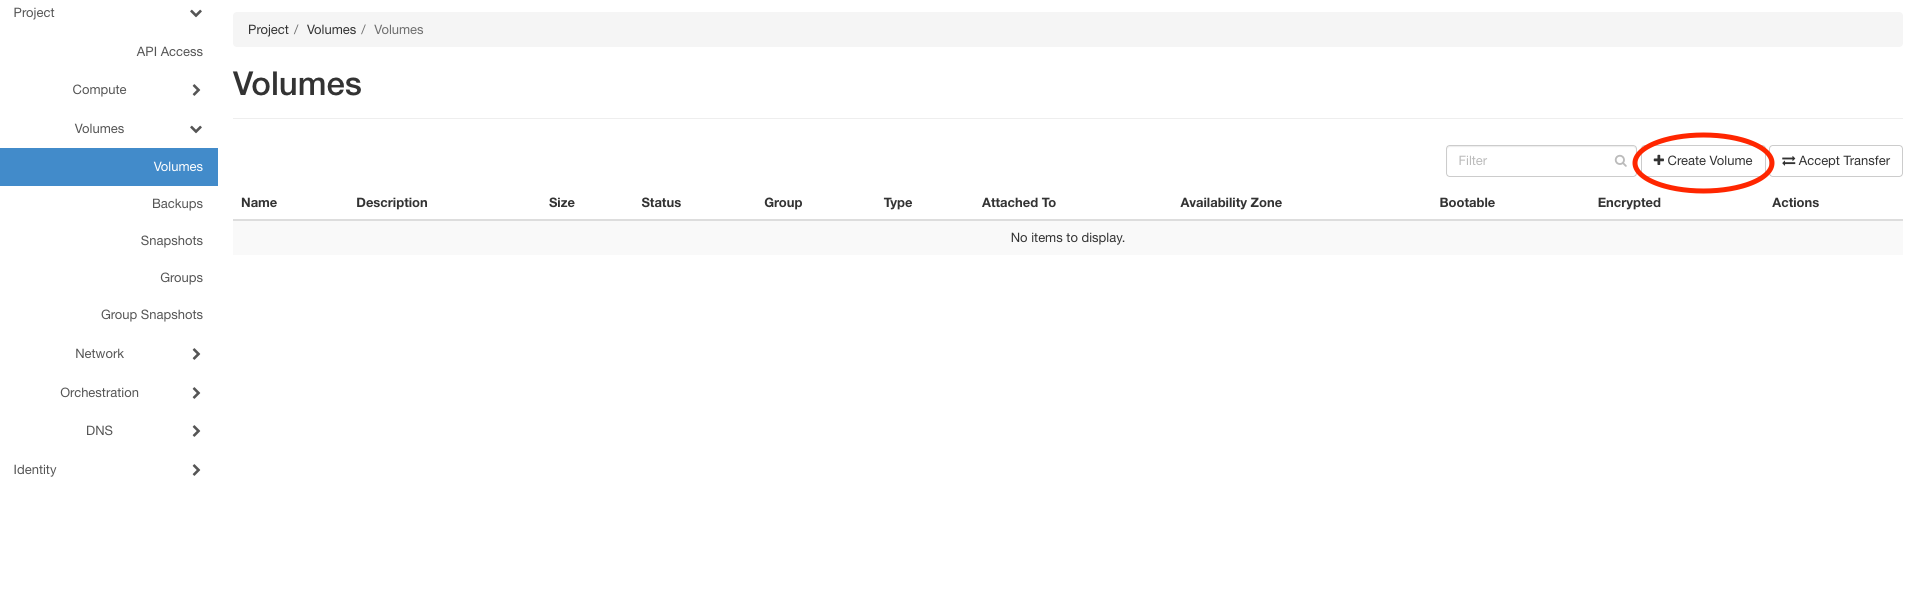 Project
API Access
Compute
Volumes
Volumes
Backups
Snapshots
Groups
Group Snapshots
Network
Orchestration
DNS
Identity
Project / Volumes / Volumes
Volumes
Filter Create Volume Accept Transfer
Name Description Size Status Group Type Attached To Availability Zone Bootable Encrypted Actions
No items to display.